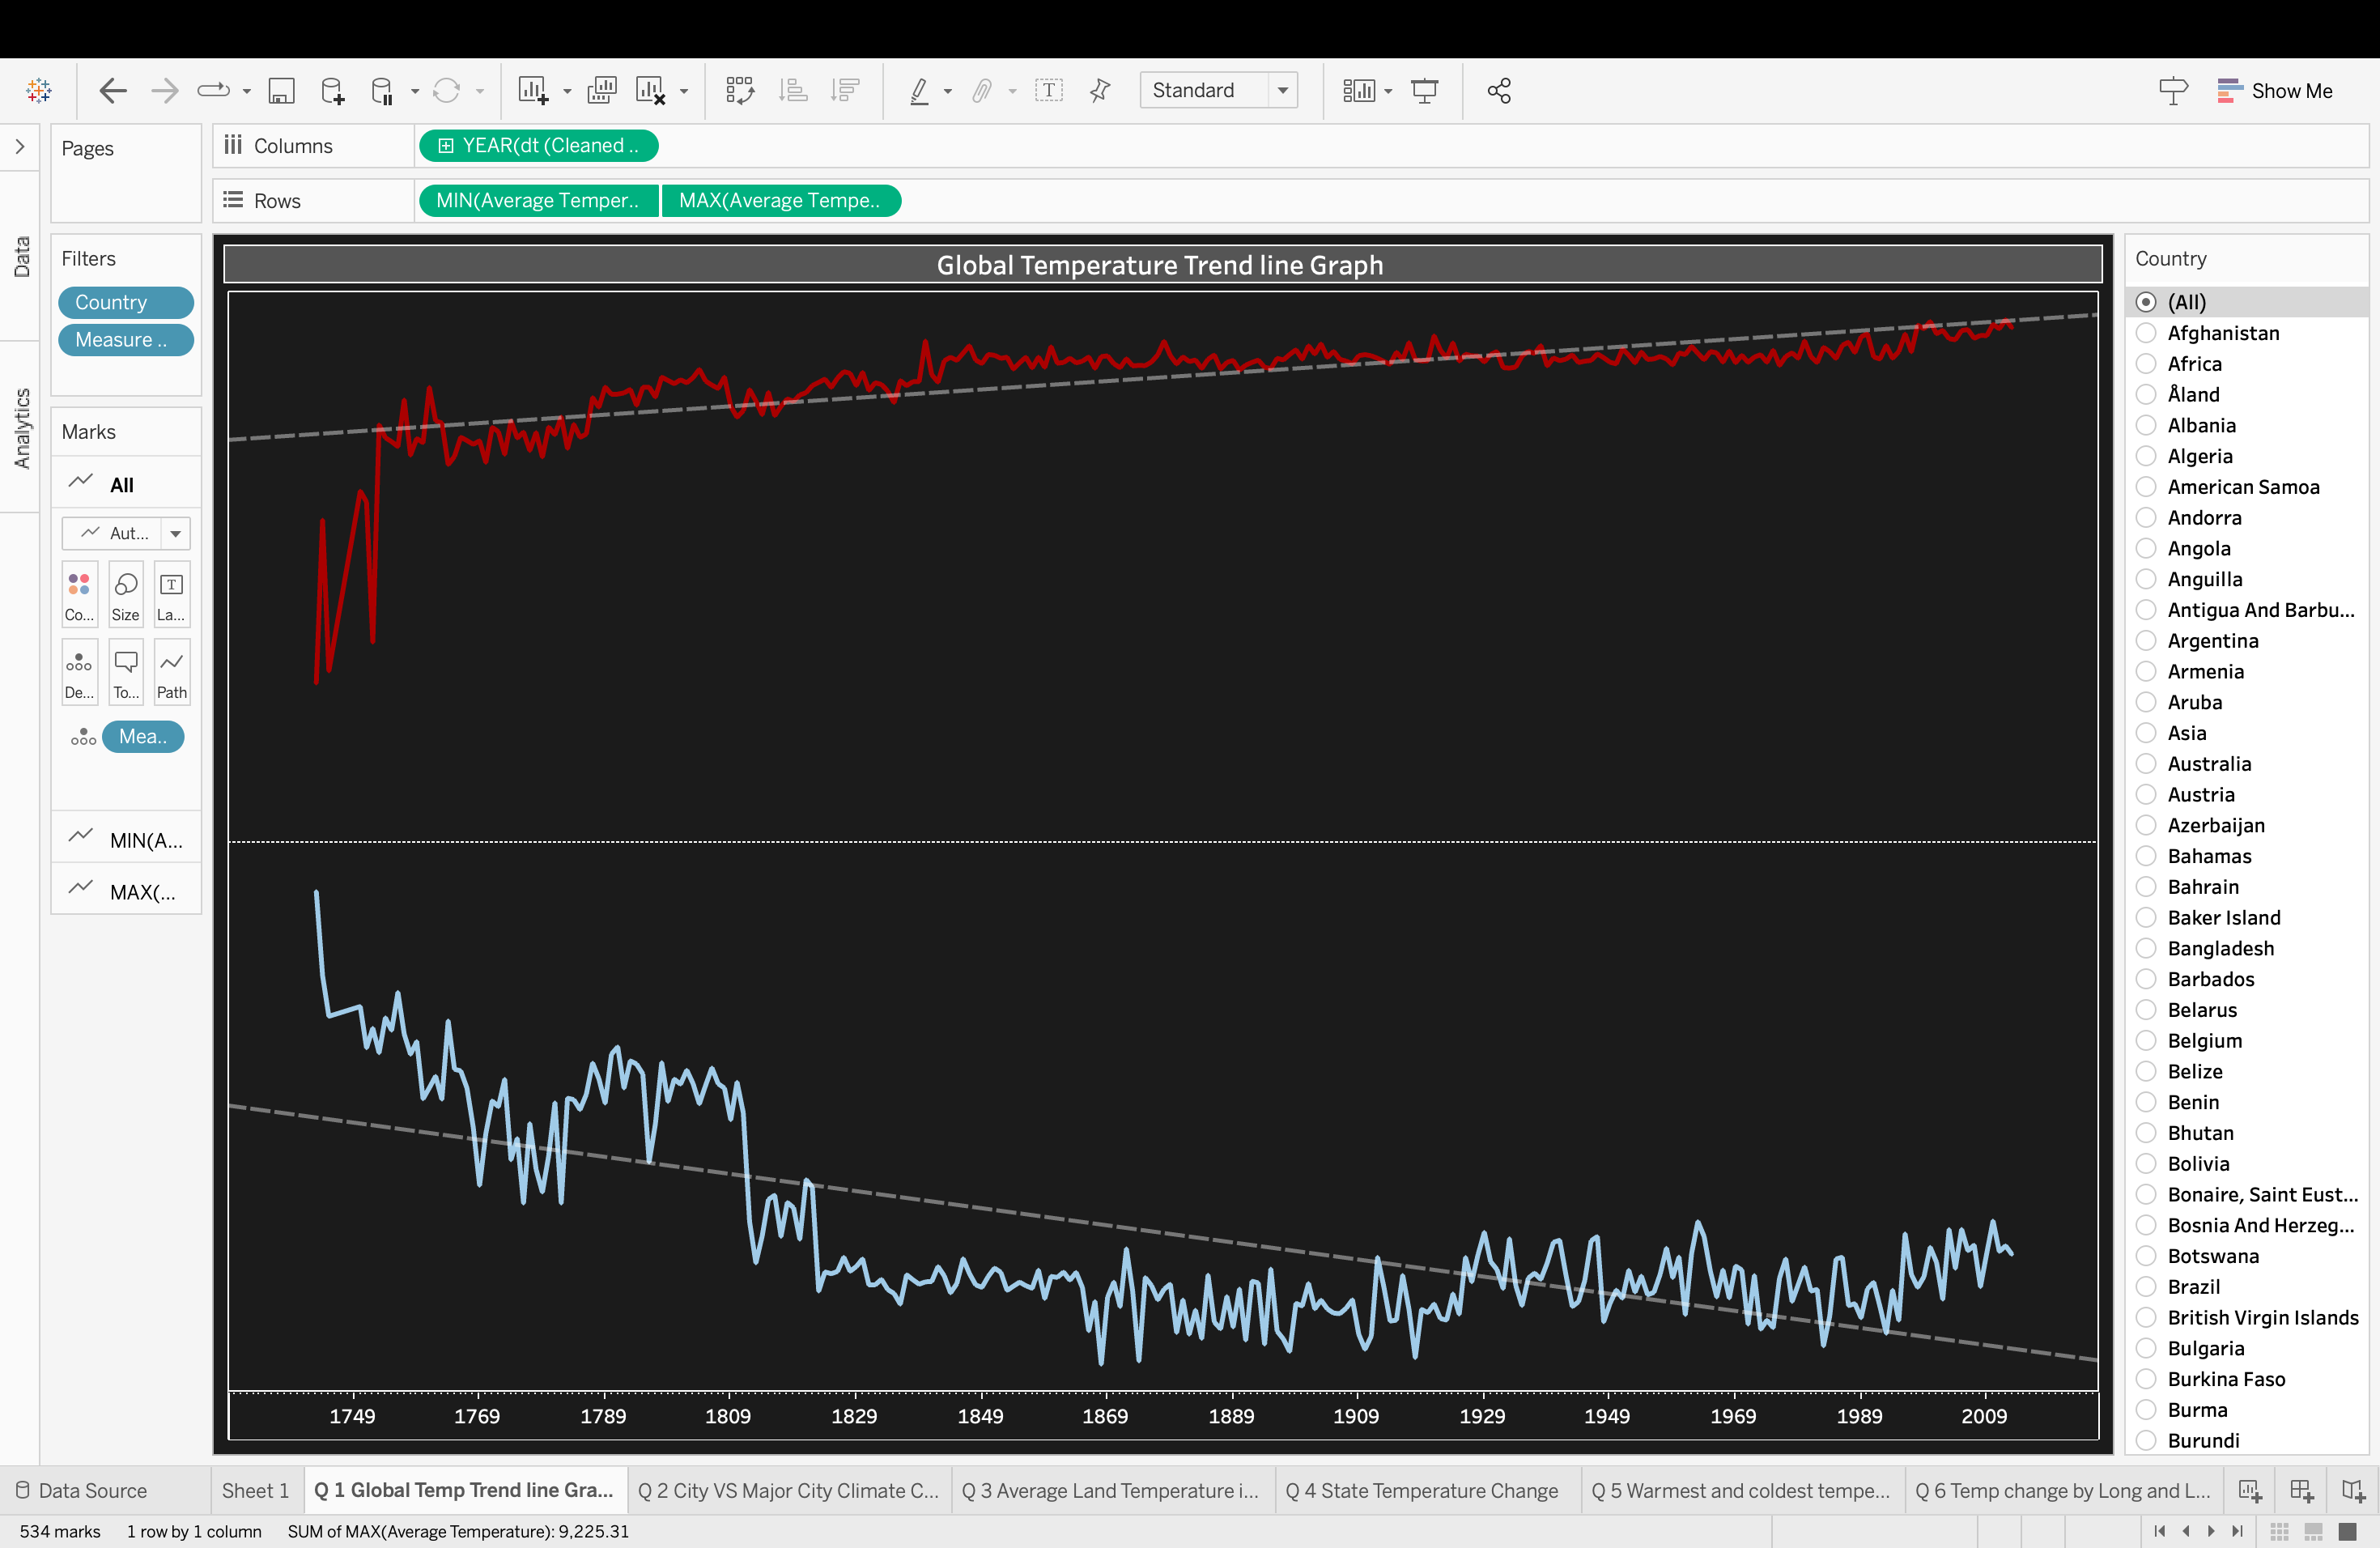 Standard
Show Me
Pages
Columns
YEAR(dt (Cleaned ..
Rows
MIN(Average Temper..
MAX(Average Tempe..
Data
Analytics
Filters
Country
Measure ..
Marks
All
Aut...
Co...
Size
La...
De...
To...
Path
Mea..
MIN(A...
MAX(...
Global Temperature Trend line Graph
1749 1769 1789 1809 1829 1849 1869 1889 1909 1929 1949 1969 1989 2009
Country
(All)
Afghanistan
Africa
Åland
Albania
Algeria
American Samoa
Andorra
Angola
Anguilla
Antigua And Barbu...
Argentina
Armenia
Aruba
Asia
Australia
Austria
Azerbaijan
Bahamas
Bahrain
Baker Island
Bangladesh
Barbados
Belarus
Belgium
Belize
Benin
Bhutan
Bolivia
Bonaire, Saint Eust...
Bosnia And Herzeg...
Botswana
Brazil
British Virgin Islands
Bulgaria
Burkina Faso
Burma
Burundi
Data Source
Sheet 1
Q 1 Global Temp Trend line Gra...
Q 2 City VS Major City Climate C...
Q 3 Average Land Temperature i...
Q 4 State Temperature Change
Q 5 Warmest and coldest tempe...
Q 6 Temp change by Long and L...
534 marks
1 row by 1 column
SUM of MAX(Average Temperature): 9,225.31